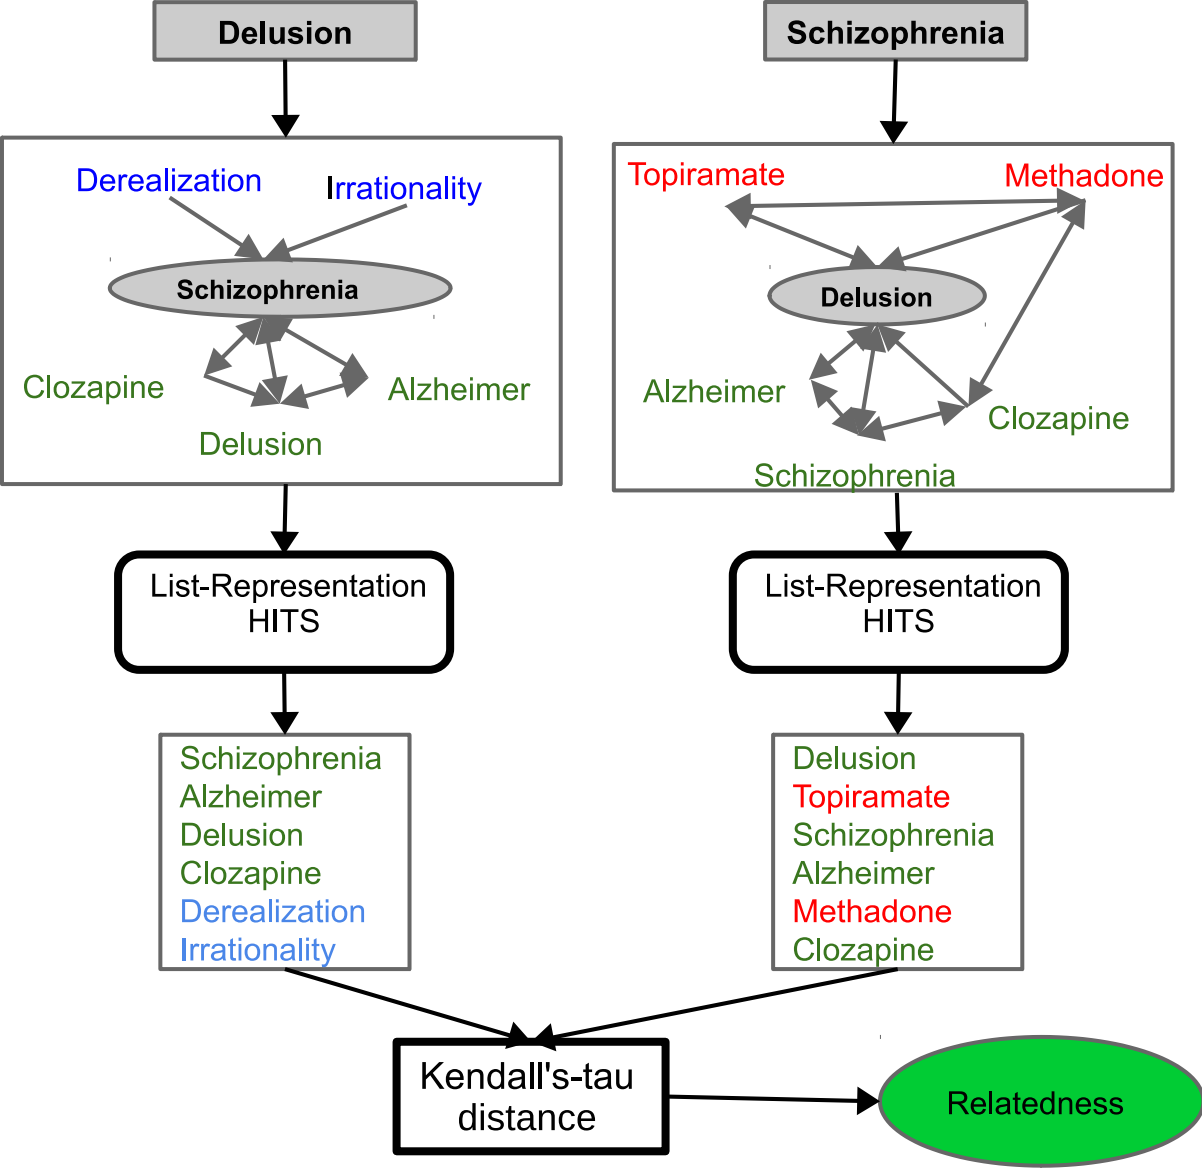 Delusion
Schizophrenia
Derealization
Irrationality
Schizophrenia
Clozapine
Alzheimer
Delusion
Topiramate
Methadone
Delusion
Alzheimer
Clozapine
Schizophrenia
List-Representation
HITS
List-Representation
HITS
Schizophrenia
Alzheimer
Delusion
Clozapine
Derealization
Irrationality
Delusion
Topiramate
Schizophrenia
Alzheimer
Methadone
Clozapine
Kendall's-tau
distance
Relatedness